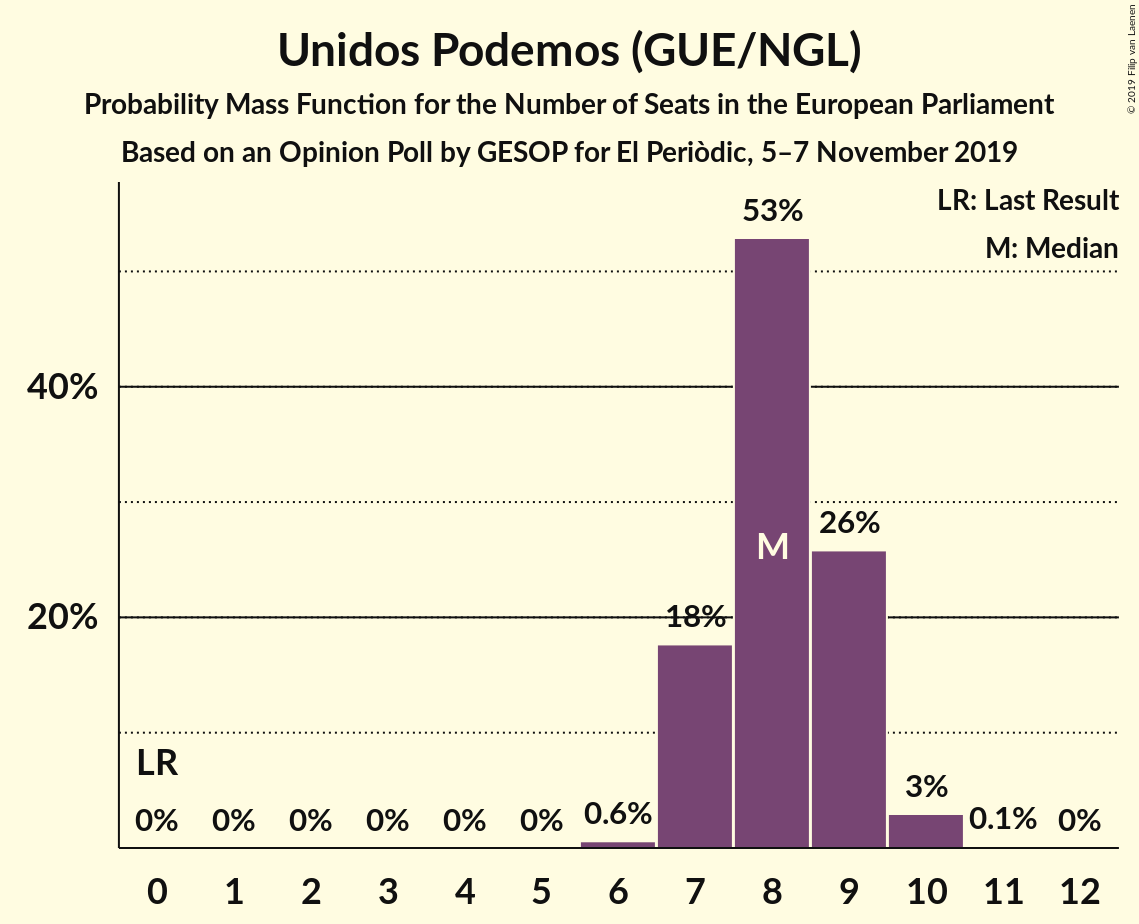 Unidos Podemos (GUE/NGL)
Probability Mass Function for the Number of Seats in the European Parliament
Based on an Opinion Poll by GESOP for El Periòdic, 5–7 November 2019
© 2019 Filip van Laenen
LR: Last Result
M: Median
53%
40%
26%
M
20%
18%
LR
0% 0% 0% 0% 0% 0% 0.6% 3% 0.1% 0%
0 1 2 3 4 5 6 7 8 9 10 11 12